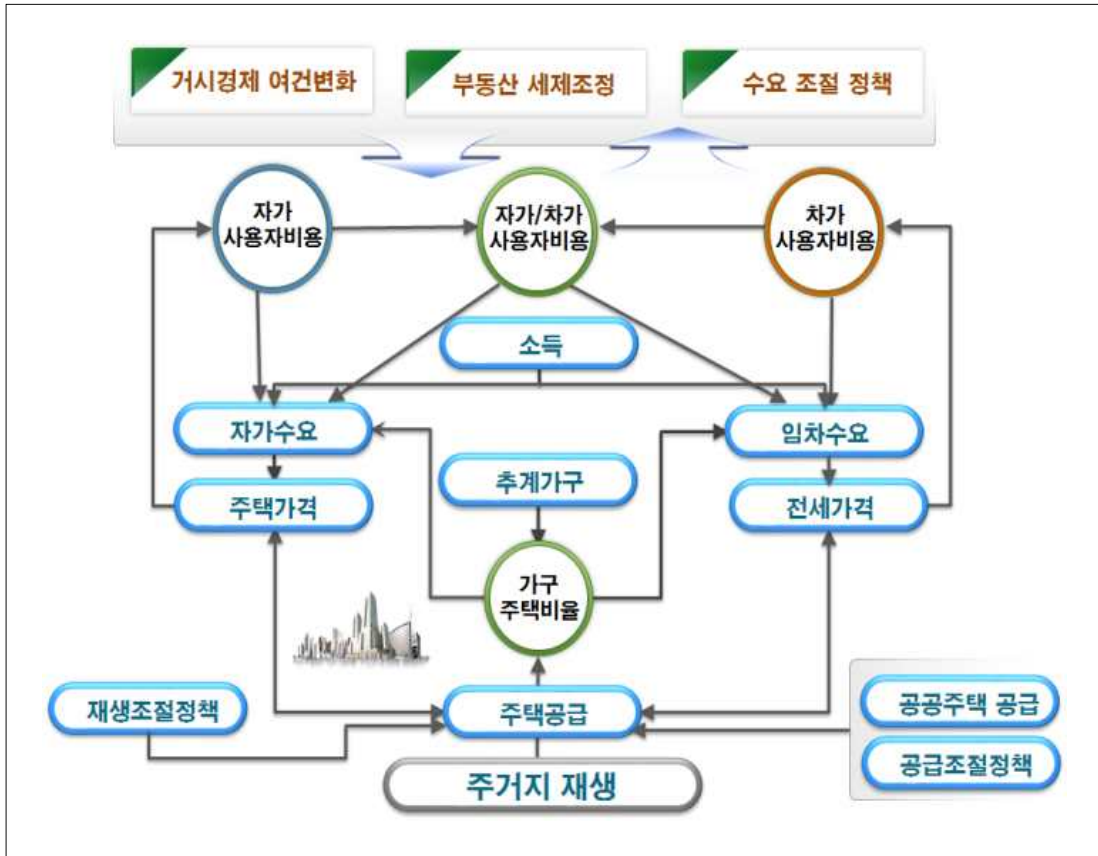 거시경제 여건변화
부동산 세제조정
수요 조절 정책
자가
사용자비용
자가/차가
사용자비용
차가
사용자비용
소득
자가수요
임차수요
추계가구
주택가격
전세가격
가구
주택비율
재생조절정책
주택공급
공공주택 공급
공급조절정책
주거지 재생